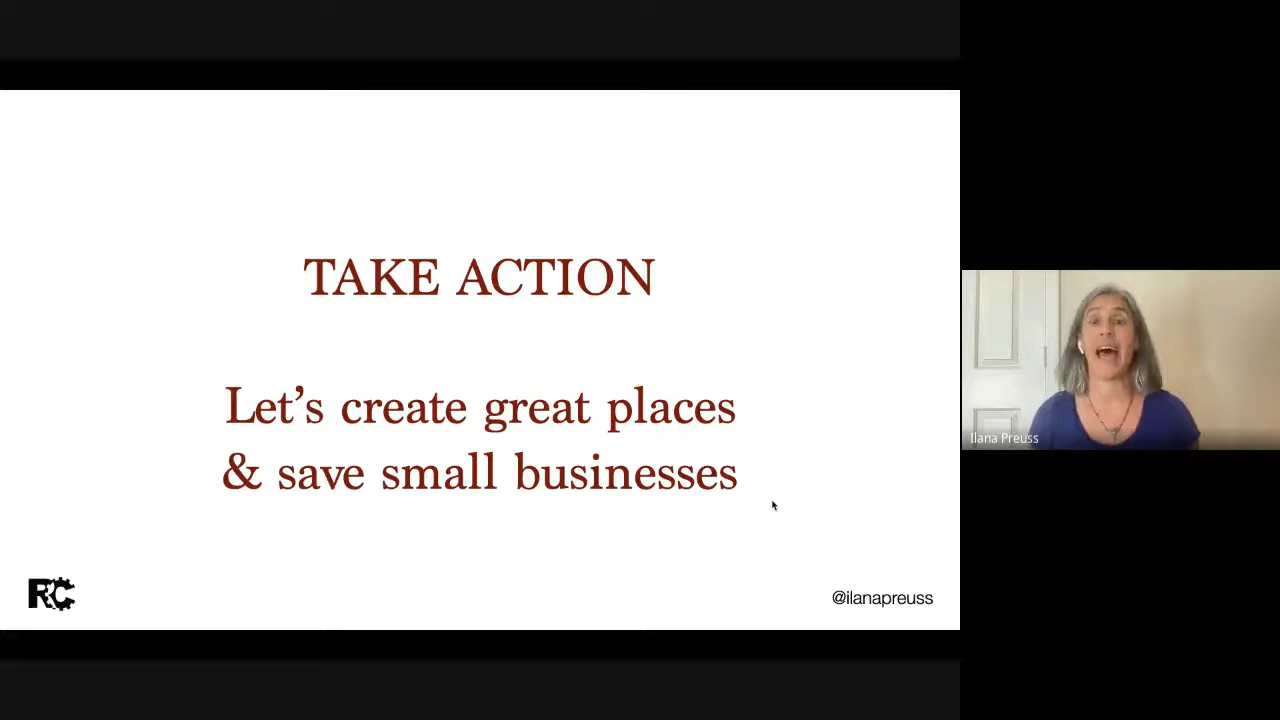 TAKE ACTION
Let's create great places
& save small businesses
RC
@ilanapreuss
Ilana Preuss